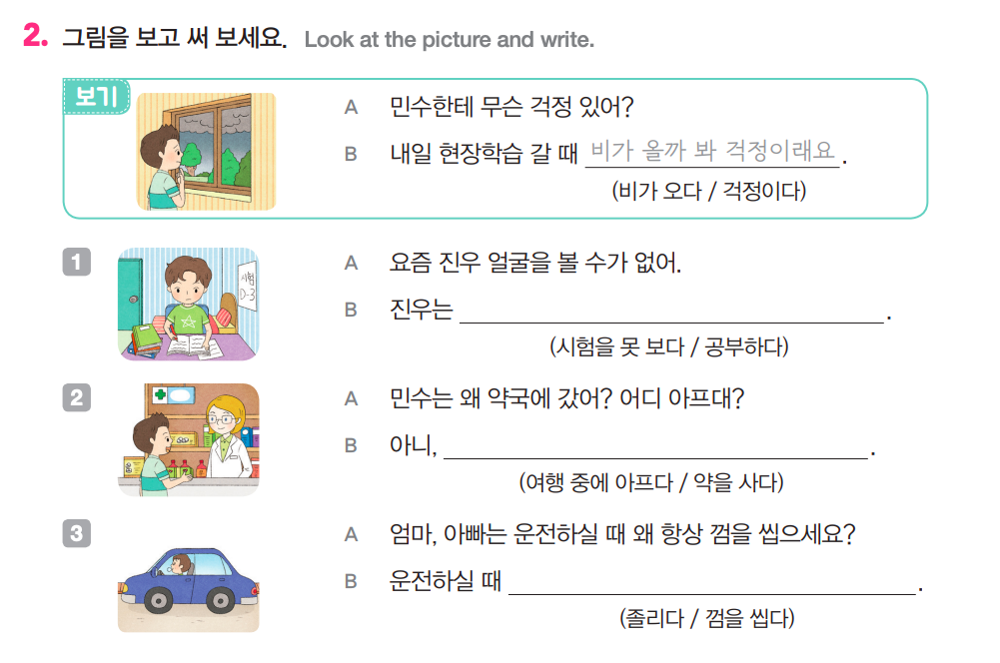 2. 그림을 보고 써 보세요. Look at the picture and write.
보기
A 민수한테 무슨 걱정 있어?
B 내일 현장학습 갈 때 비가 올까 봐 걱정이래요.
(비가 오다 / 걱정이다)
1
시험
D-3
A 요즘 진우 얼굴을 볼 수가 없어.
B 진우는 .
(시험을 못 보다 / 공부하다)
2
A 민수는 왜 약국에 갔어? 어디 아프대?
B 아니, .
(여행 중에 아프다 / 약을 사다)
3
A 엄마, 아빠는 운전하실 때 왜 항상 껌을 씹으세요?
B 운전하실 때 .
(졸리다 / 껌을 씹다)